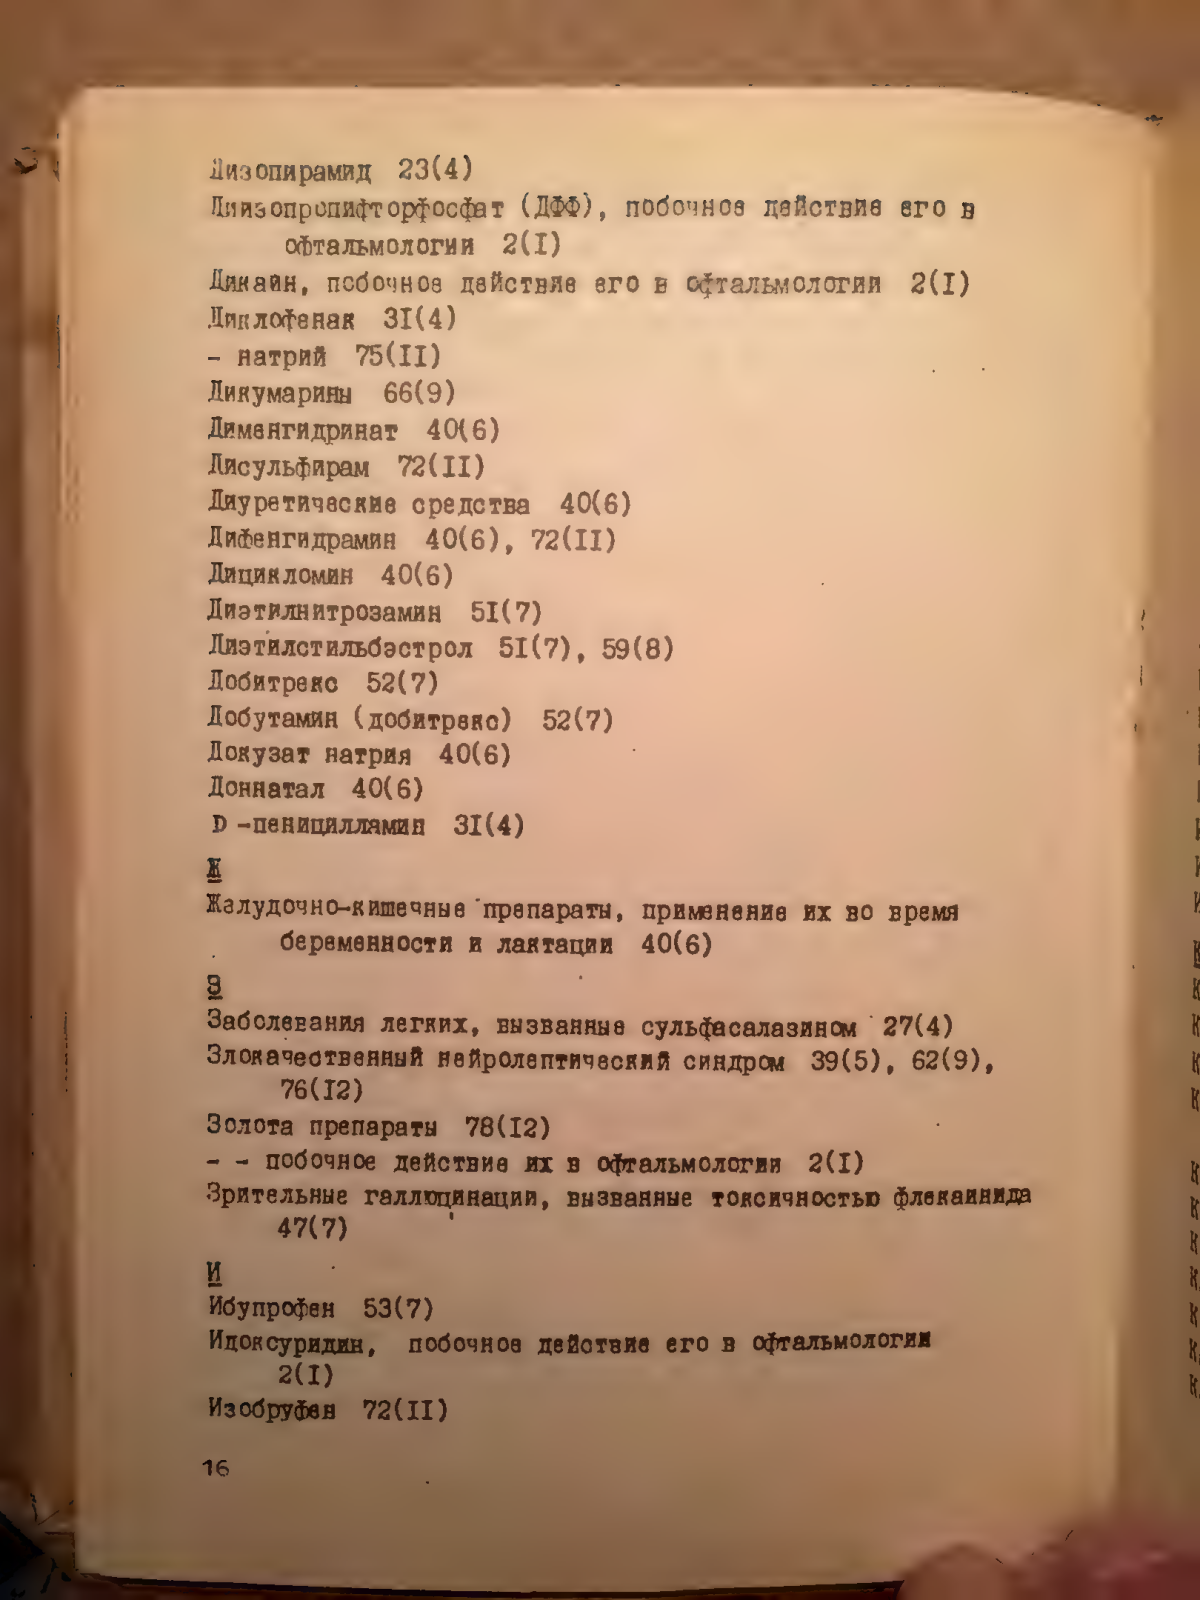 Дизопирамид 23(4)
Диизопропифторфосфат (ДФФ), побочное действие его в
офтальмологии 2(I)
Дикаин, побочное действие его в офтальмологии 2(I)
Диклофенак 3I(4)
- натрий 75(II)
Дикумарины 66(9)
Дименгидринат 40(6)
Дисульфирам 72(II)
Диуретические средства 40(6)
Дифенгидрамин 40(6), 72(II)
Дицикломин 40(6)
Диэтилнитрозамин 5I(7)
Диэтилстильбэстрол 5I(7), 59(8)
Добитрекс 52(7)
Добутамин (добитрекс) 52(7)
Докузат натрия 40(6)
Доннатал 40(6)
D -пеницилламин 3I(4)
Ж
Желудочно-кишечные препараты, применение их во время
беременности и лактации 40(6)
З
Заболевания легких, вызванные сульфасалазином 27(4)
Злокачественный нейролептический синдром 39(5), 62(9),
76(I2)
Золота препараты 78(I2)
- - побочное действие их в офтальмологии 2(I)
Зрительные галлюцинации, вызванные токсичностью флекаинида
47(7)
И
Ибупрофен 53(7)
Идоксуридин, побочное действие его в офтальмологии
2(I)
Изобруфен 72(II)
16